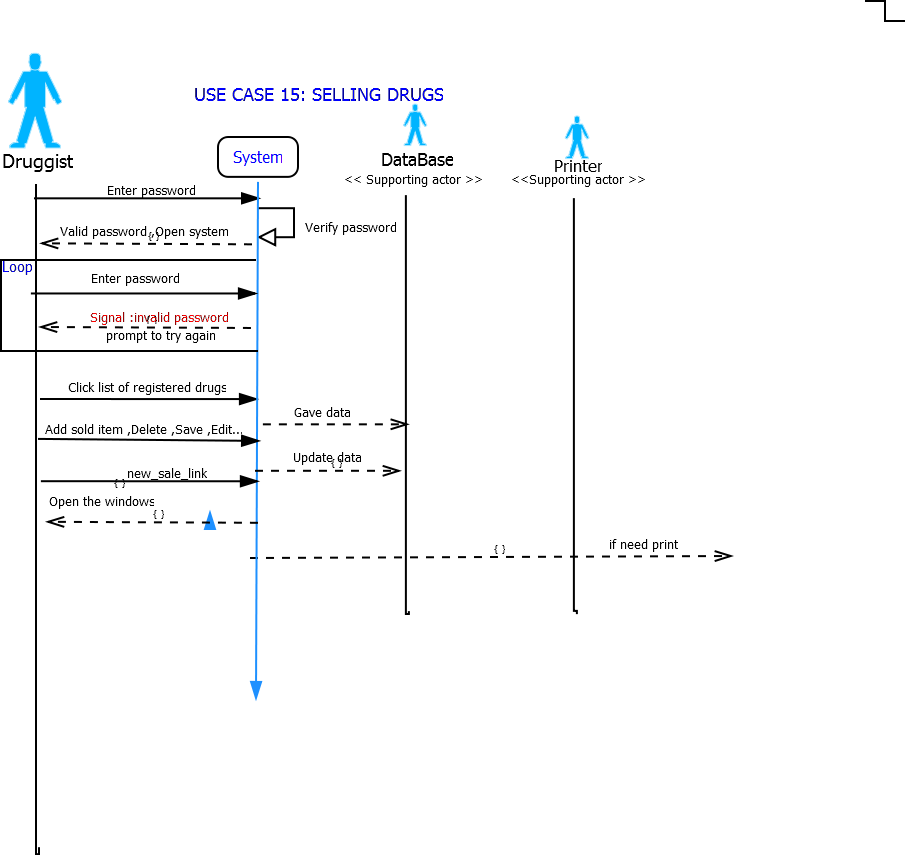 USE CASE 15: SELLING DRUGS
Druggist
System
DataBase
<< Supporting actor >>
Printer
<<Supporting actor >>
Enter password
Verify password
Valid password ,Open system
{ }
Loop
Enter password
Signal :invalid password
{ }
prompt to try again
Click list of registered drugs
Gave data
Add sold item ,Delete ,Save ,Edit...
Update data
{ }
new_sale_link
{ }
Open the windows
{ }
if need print
{ }